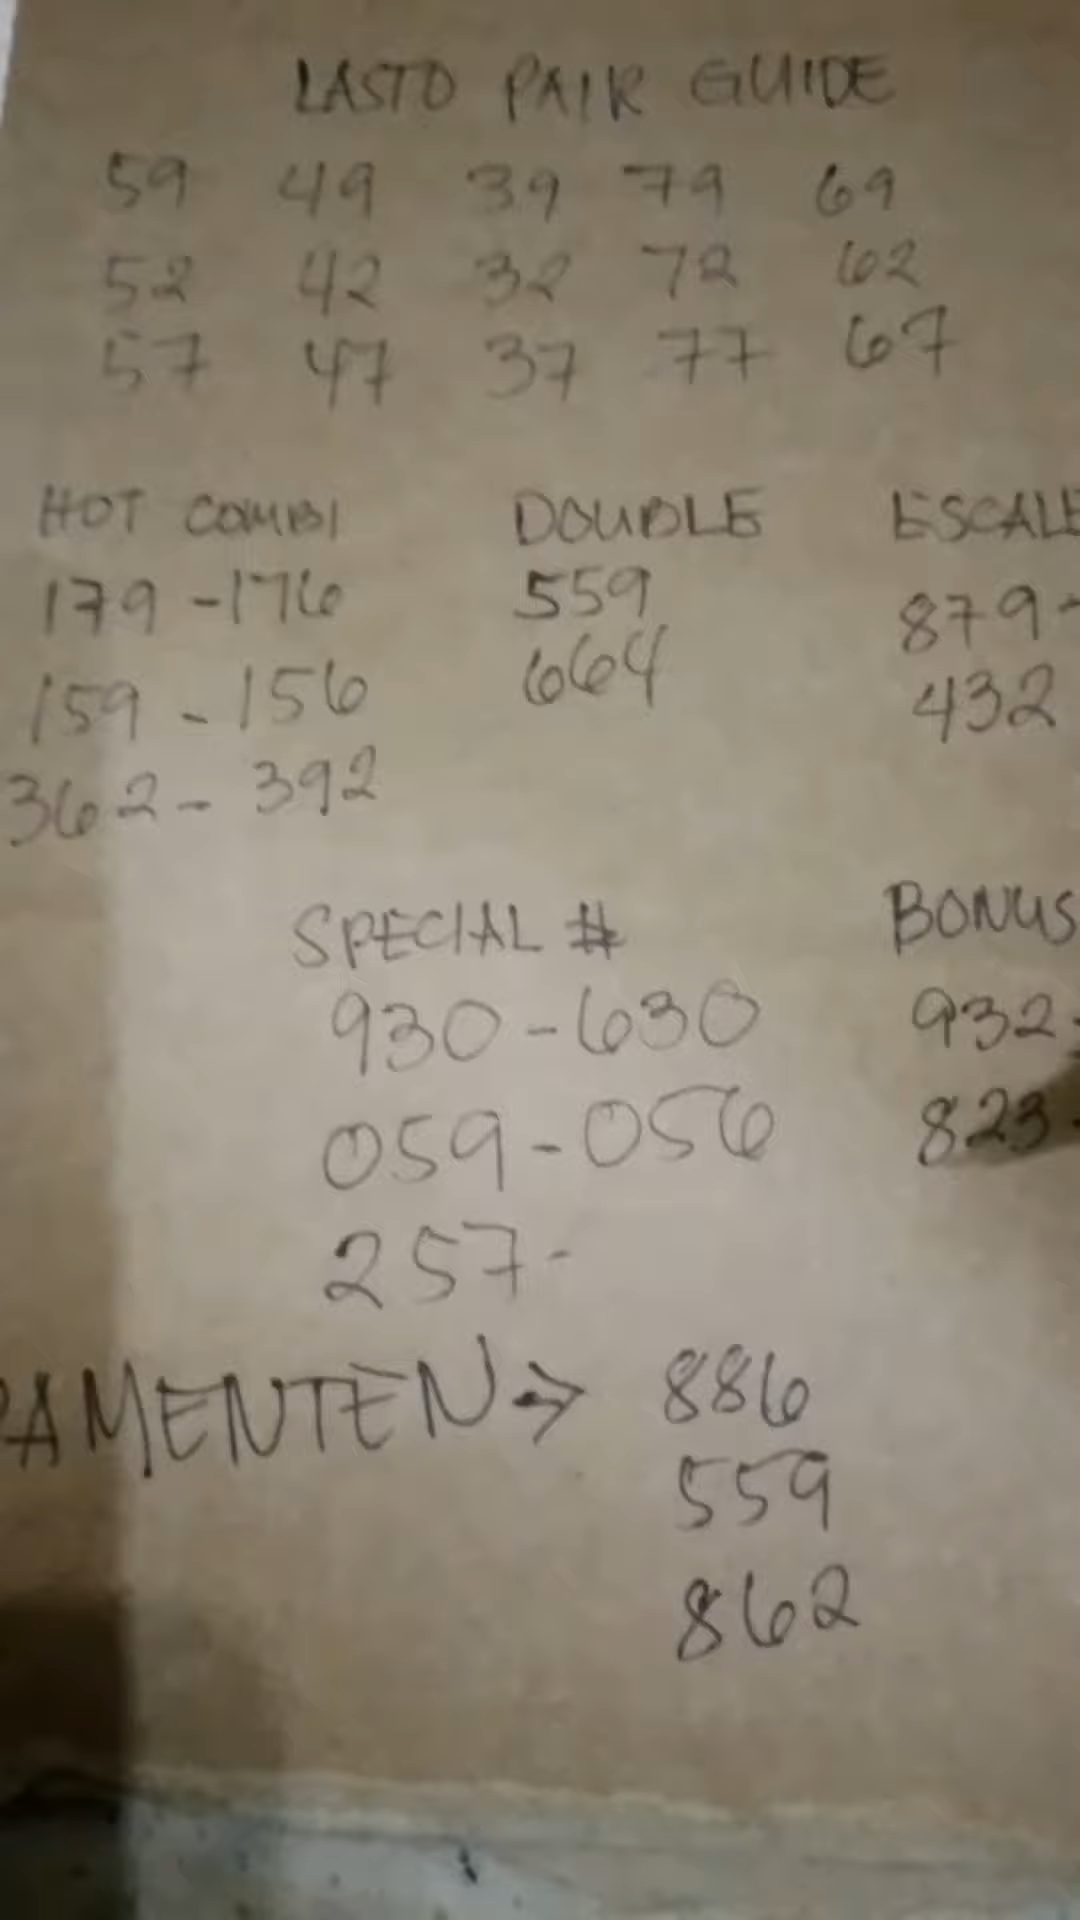 LASTO PAIR GUIDE
59 49 39 79 69
52 42 32 72 62
57 47 37 77 67
HOT COMBI DOUBLE ESCALE
179 - 176 559 879 -
159 - 156 664 432
362 - 392
SPECIAL # BONUS
930 - 630 932 -
059 - 056 823 -
257 -
PAMENTEN → 886
559
862